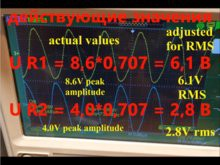 Действующие значения
actual values
adjusted
for RMS
U R1 = 8,6*0,707 = 6,1 В
8.6V peak
amplitude
6.1V
RMS
U R2 = 4,0*0,707 = 2,8 В
4.0V peak
amplitude
2.8V rms